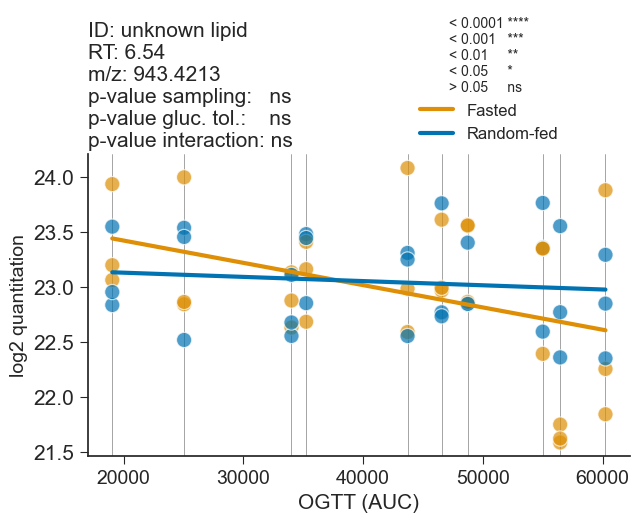 ID: unknown lipid
RT: 6.54
m/z: 943.4213
p-value sampling: ns
p-value gluc. tol.: ns
p-value interaction: ns
< 0.0001 ****
< 0.001 ***
< 0.01 **
< 0.05 *
> 0.05 ns
Fasted
Random-fed
24.0
23.5
23.0
22.5
22.0
21.5
log2 quantitation
20000 30000 40000 50000 60000
OGTT (AUC)